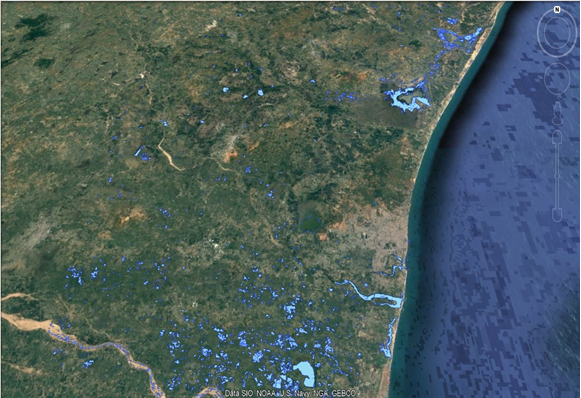 N
Data SIO, NOAA, U.S. Navy, NGA, GEBCO